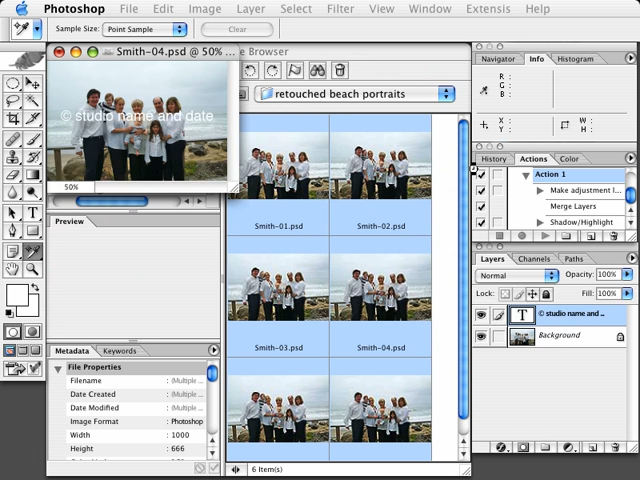 Photoshop File Edit Image Layer Select Filter View Window Extensis Help
Sample Size: Point Sample Clear
Smith-04.psd @ 50% ...
e Browser
© studio name and date
50%
retouched beach portraits
Smith-01.psd Smith-02.psd
Smith-03.psd Smith-04.psd
6 Item(s)
Preview
Metadata Keywords
File Properties
Filename : (Multiple ...
Date Created : (Multiple ...
Date Modified : (Multiple ...
Image Format : Photoshop
Width : 1000
Height : 666
Navigator Info Histogram
R :
G :
B :
X :
Y :
W :
H :
History Actions Color
Action 1
Make adjustment l...
Merge Layers
Shadow/Highlight
Layers Channels Paths
Normal Opacity: 100%
Lock: Fill: 100%
T © studio name and ...
Background